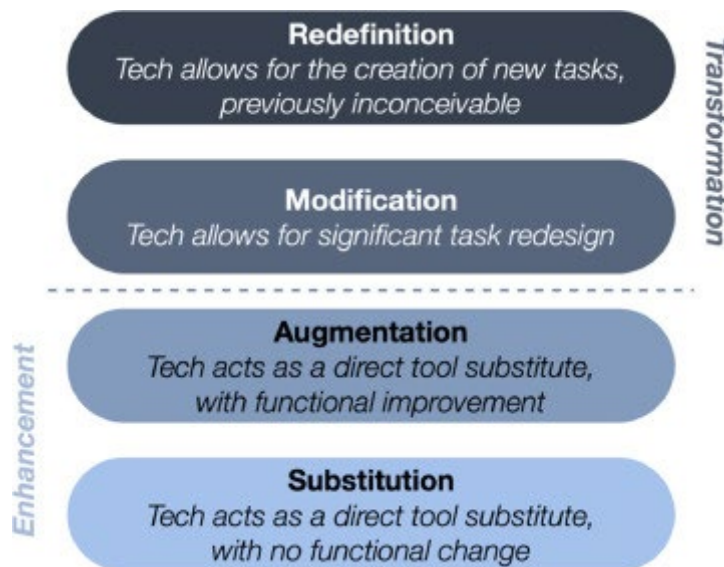 Redefinition
Tech allows for the creation of new tasks,
previously inconceivable
Transformation
Modification
Tech allows for significant task redesign
Augmentation
Tech acts as a direct tool substitute,
with functional improvement
Enhancement
Substitution
Tech acts as a direct tool substitute,
with no functional change